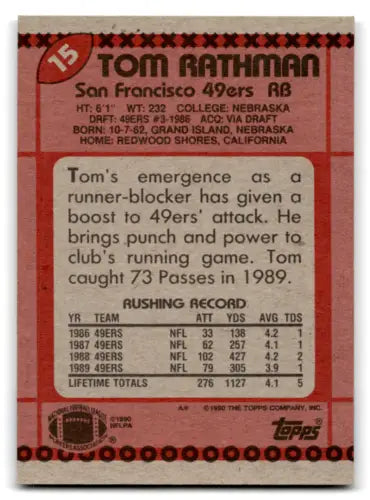 15
TOM RATHMAN
San Francisco 49ers RB
HT: 6'1" WT: 232 COLLEGE: NEBRASKA
DRAFT: 49ERS #3-1986 ACQ: VIA DRAFT
BORN: 10-7-62, GRAND ISLAND, NEBRASKA
HOME: REDWOOD SHORES, CALIFORNIA
Tom's emergence as a
runner-blocker has given a
boost to 49ers' attack. He
brings punch and power to
club's running game. Tom
caught 73 Passes in 1989.
RUSHING RECORD
YR TEAM ATT YDS AVG TDS
1986 49ERS NFL 33 138 4.2 1
1987 49ERS NFL 62 257 4.1 1
1988 49ERS NFL 102 427 4.2 2
1989 49ERS NFL 79 305 3.9 1
LIFETIME TOTALS 276 1127 4.1 5
NATIONAL FOOTBALL LEAGUE
PLAYERS ASSOCIATION
©1990
NFLPA
A# ©1990 THE TOPPS COMPANY, INC.
Topps®